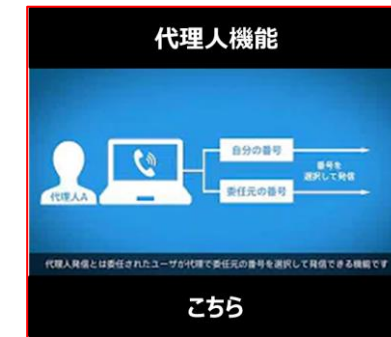 代理人機能
自分の番号
番号を
選択して発信
代理人A
委任元の番号
代理人発信とは委任されたユーザが代理で委任元の番号を選択して発信できる機能です
こちら